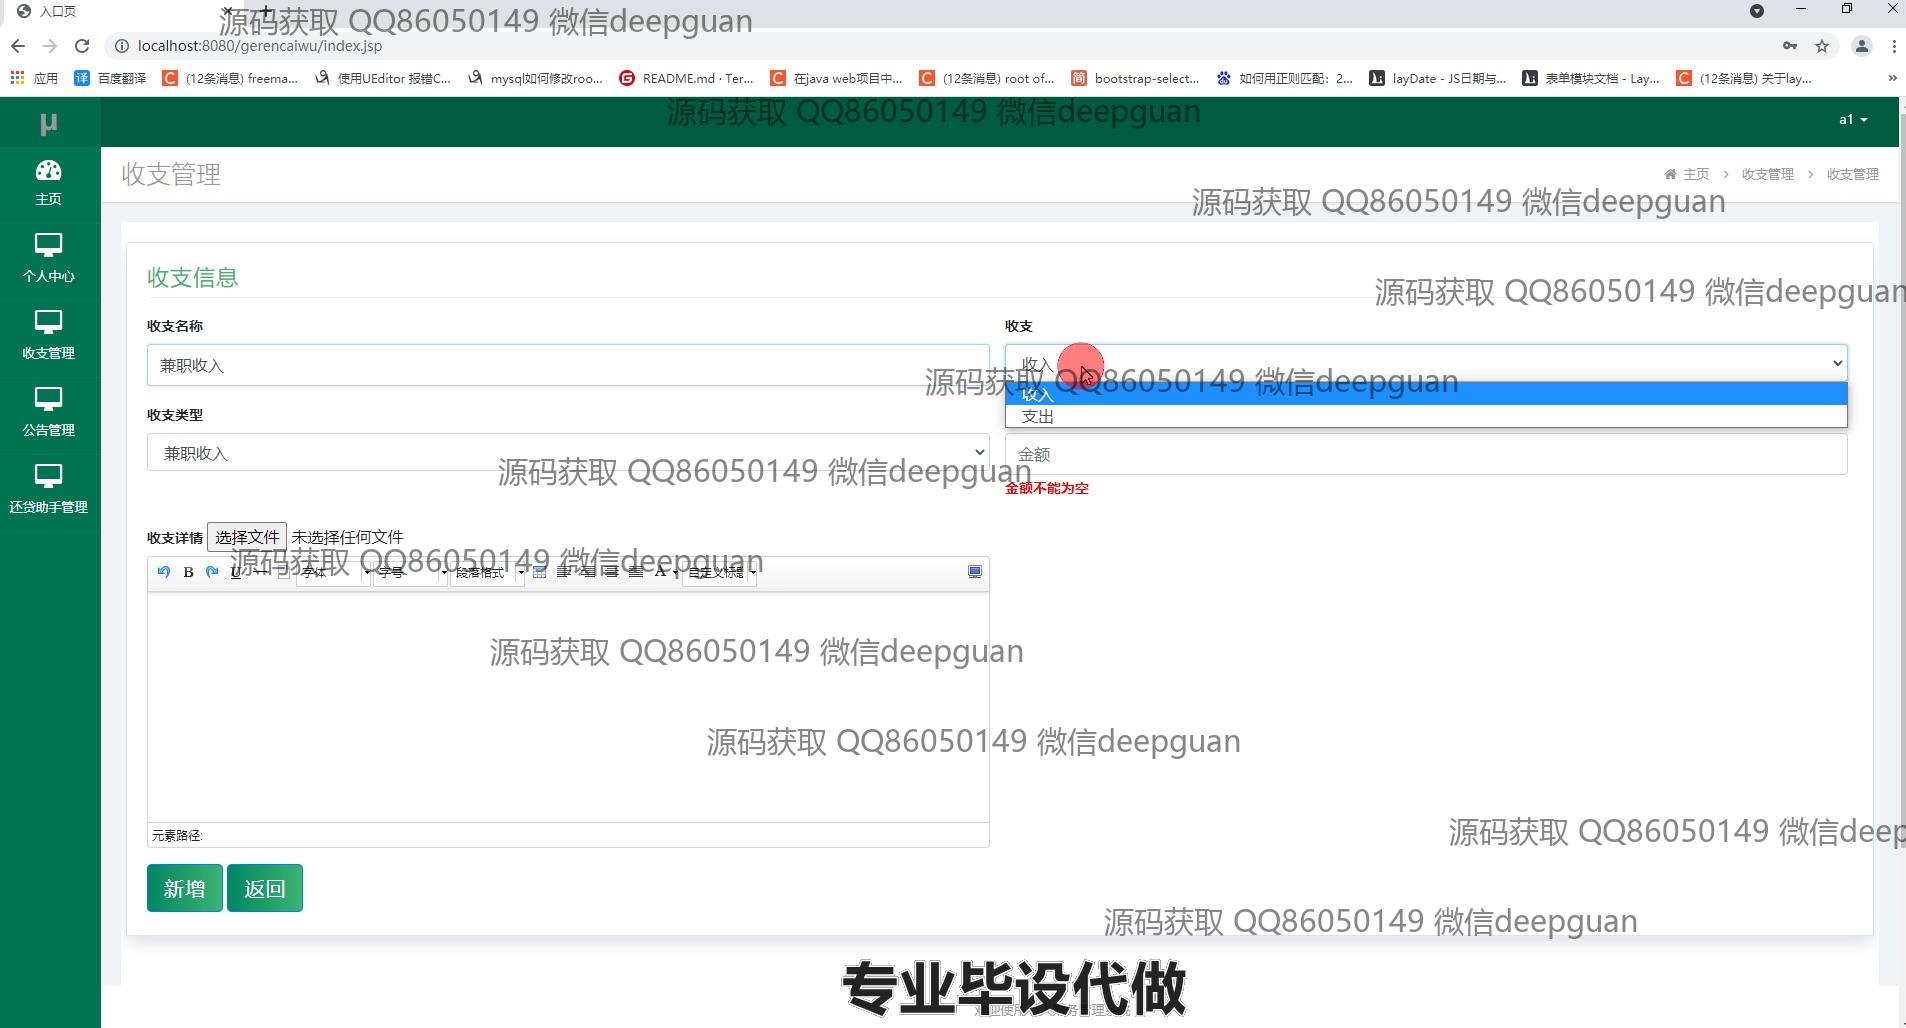 入口页
源码获取 QQ86050149 微信deepguan
localhost:8080/gerencaiwu/index.jsp
应用
译 百度翻译
C (12条消息) freema...
使用UEditor 报错C...
mysql如何修改roo...
G README.md · Ter...
C 在java web项目中...
C (12条消息) root of...
简 bootstrap-select...
如何用正则匹配：2...
layDate - JS日期与...
表单模块文档 - Lay...
C (12条消息) 关于lay...
»
μ
源码获取 QQ86050149 微信deepguan
a1
主页
个人中心
收支管理
公告管理
还贷助手管理
收支管理
主页 > 收支管理 > 收支管理
源码获取 QQ86050149 微信deepguan
收支信息
源码获取 QQ86050149 微信deepguan
收支名称
收支
兼职收入
收入
源码获取 QQ86050149 微信deepguan
收入
支出
收支类型
兼职收入
金额
源码获取 QQ86050149 微信deepguan
金额不能为空
收支详情 选择文件 未选择任何文件
源码获取 QQ86050149 微信deepguan
B U 字体 字号 段落格式 A 自定义标题
源码获取 QQ86050149 微信deepguan
源码获取 QQ86050149 微信deepguan
元素路径:
源码获取 QQ86050149 微信deep
新增 返回
源码获取 QQ86050149 微信deepguan
专业毕设代做